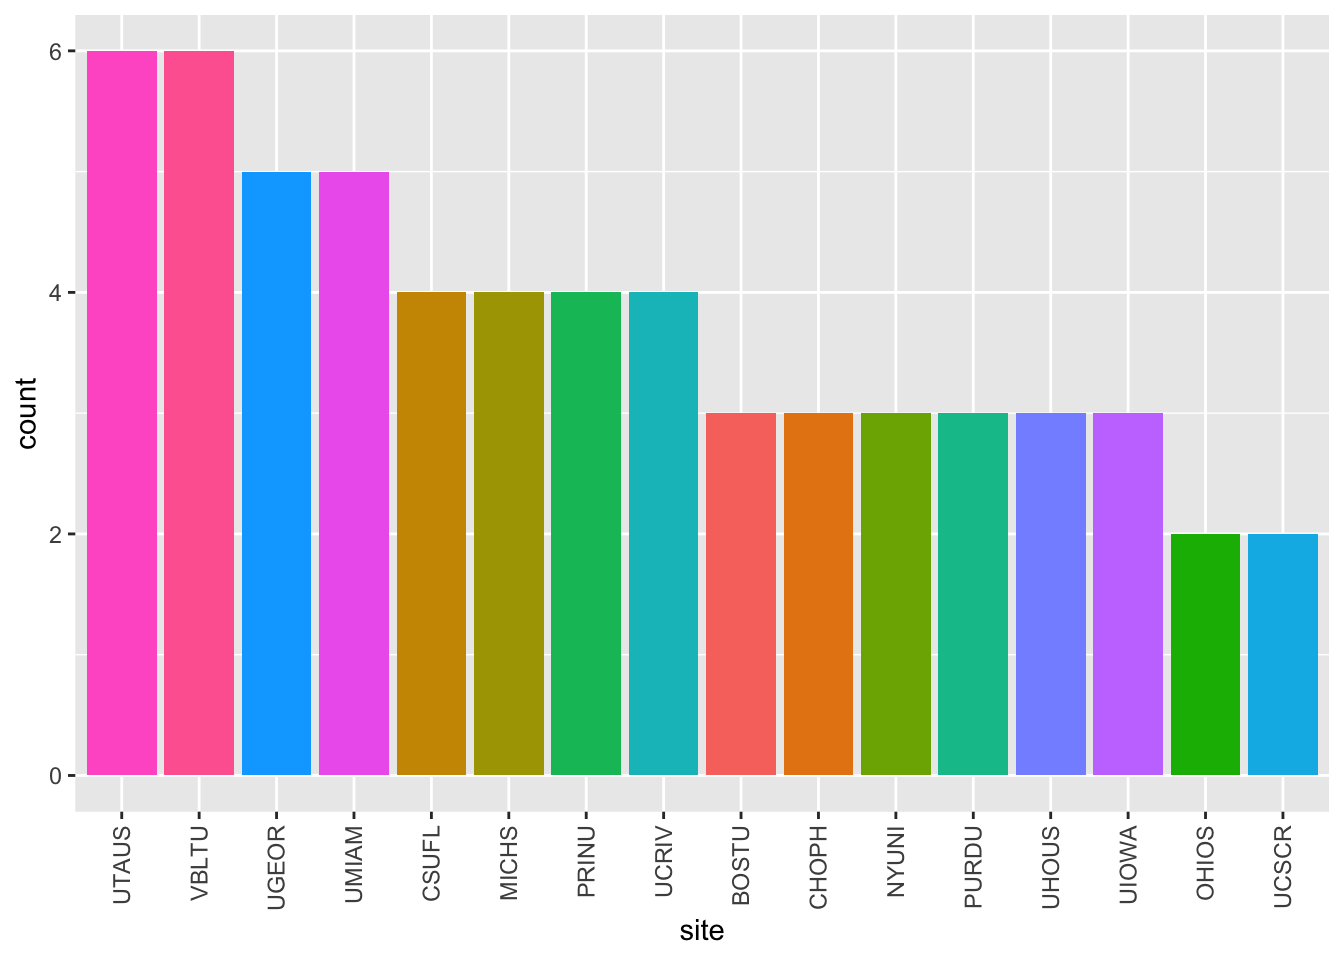 6
4
2
0
count
UTAUS
VBLTU
UGEOR
UMIAM
CSUFL
MICHS
PRINU
UCRIV
BOSTU
CHOPH
NYUNI
PURDU
UHOUS
UIOWA
OHIOS
UCSCR
site